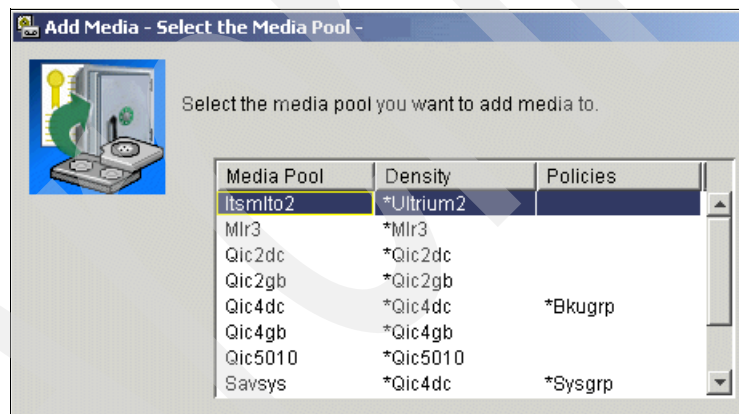 Add Media - Select the Media Pool -
Select the media pool you want to add media to.
Media Pool Density Policies
Itsmlto2 *Ultrium2
Mlr3 *Mlr3
Qic2dc *Qic2dc
Qic2gb *Qic2gb
Qic4dc *Qic4dc *Bkugrp
Qic4gb *Qic4gb
Qic5010 *Qic5010
Savsys *Qic4dc *Sysgrp